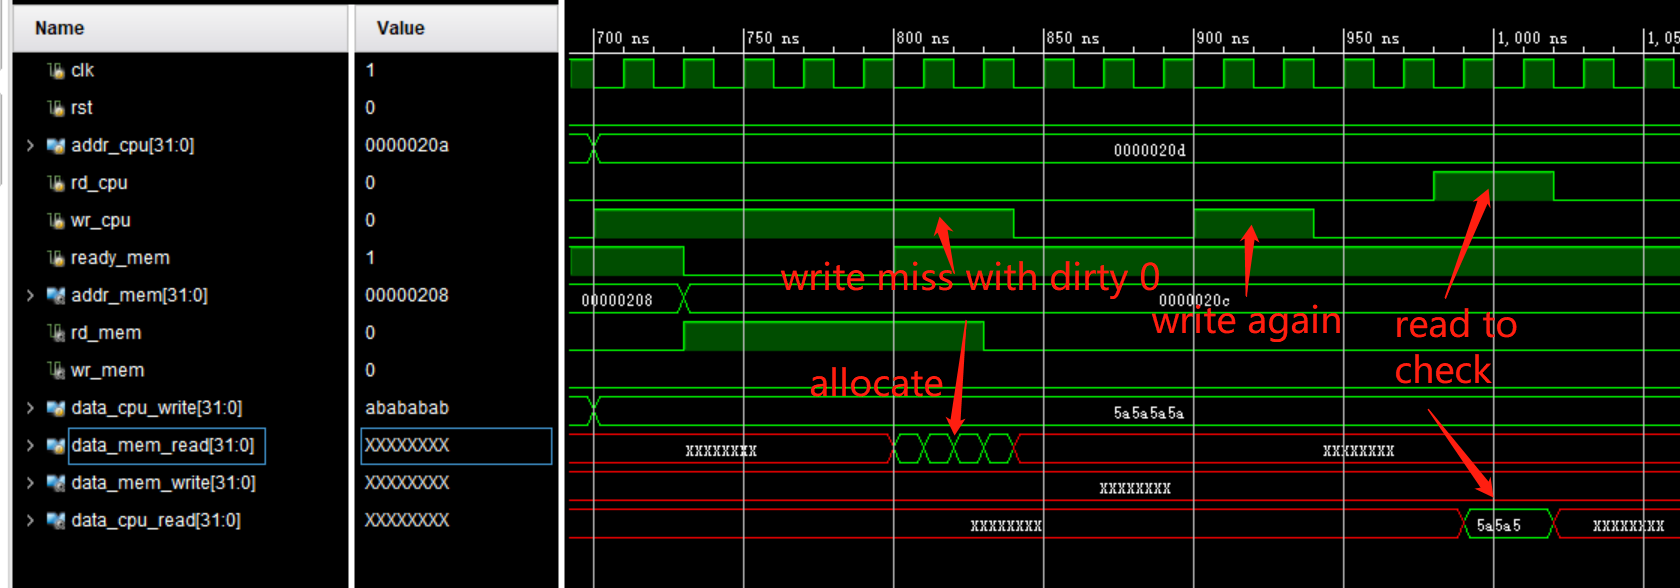 Name Value
700 ns 750 ns 800 ns 850 ns 900 ns 950 ns 1,000 ns 1,05
clk 1
rst 0
addr_cpu[31:0] 0000020a 0000020d
rd_cpu 0
wr_cpu 0
ready_mem 1
write miss with dirty 0
addr_mem[31:0] 00000208 00000208 0000020c
write again
read to
check
rd_mem 0
wr_mem 0
allocate
data_cpu_write[31:0] abababab 5a5a5a5a
data_mem_read[31:0] XXXXXXXX XXXXXXXX XXXXXXXX
data_mem_write[31:0] XXXXXXXX XXXXXXXX
data_cpu_read[31:0] XXXXXXXX XXXXXXXX 5a5a5 XXXXXXXX